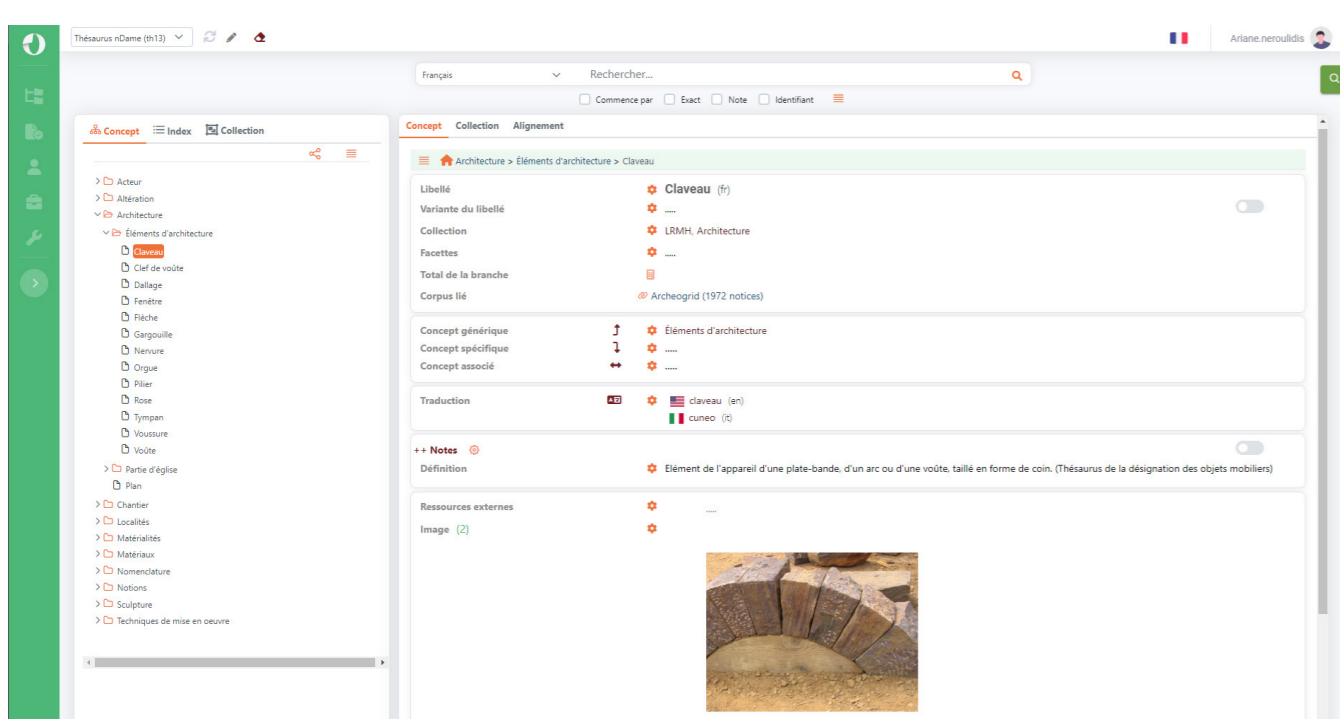 Thésaurus nDame (th13)
Ariane.neroulidis
Français
Rechercher...
Commence par
Exact
Note
Identifiant
Concept
Index
Collection
Acteur
Altération
Architecture
Éléments d'architecture
Claveau
Clef de voûte
Dallage
Fenêtre
Flèche
Gargouille
Nervure
Orgue
Pilier
Rose
Tympan
Voussure
Voûte
Partie d'église
Plan
Chantier
Localités
Matérialités
Matériaux
Nomenclature
Notions
Sculpture
Techniques de mise en oeuvre
Concept Collection Alignement
Architecture > Éléments d'architecture > Claveau
Libellé Claveau (fr)
Variante du libellé .....
Collection LRMH, Architecture
Facettes .....
Total de la branche
Corpus lié Archeogrid (1972 notices)
Concept générique Éléments d'architecture
Concept spécifique .....
Concept associé .....
Traduction claveau (en)
cuneo (it)
++ Notes
Définition Elément de l'appareil d'une plate-bande, d'un arc ou d'une voûte, taillé en forme de coin. (Thésaurus de la désignation des objets mobiliers)
Ressources externes .....
Image (2)